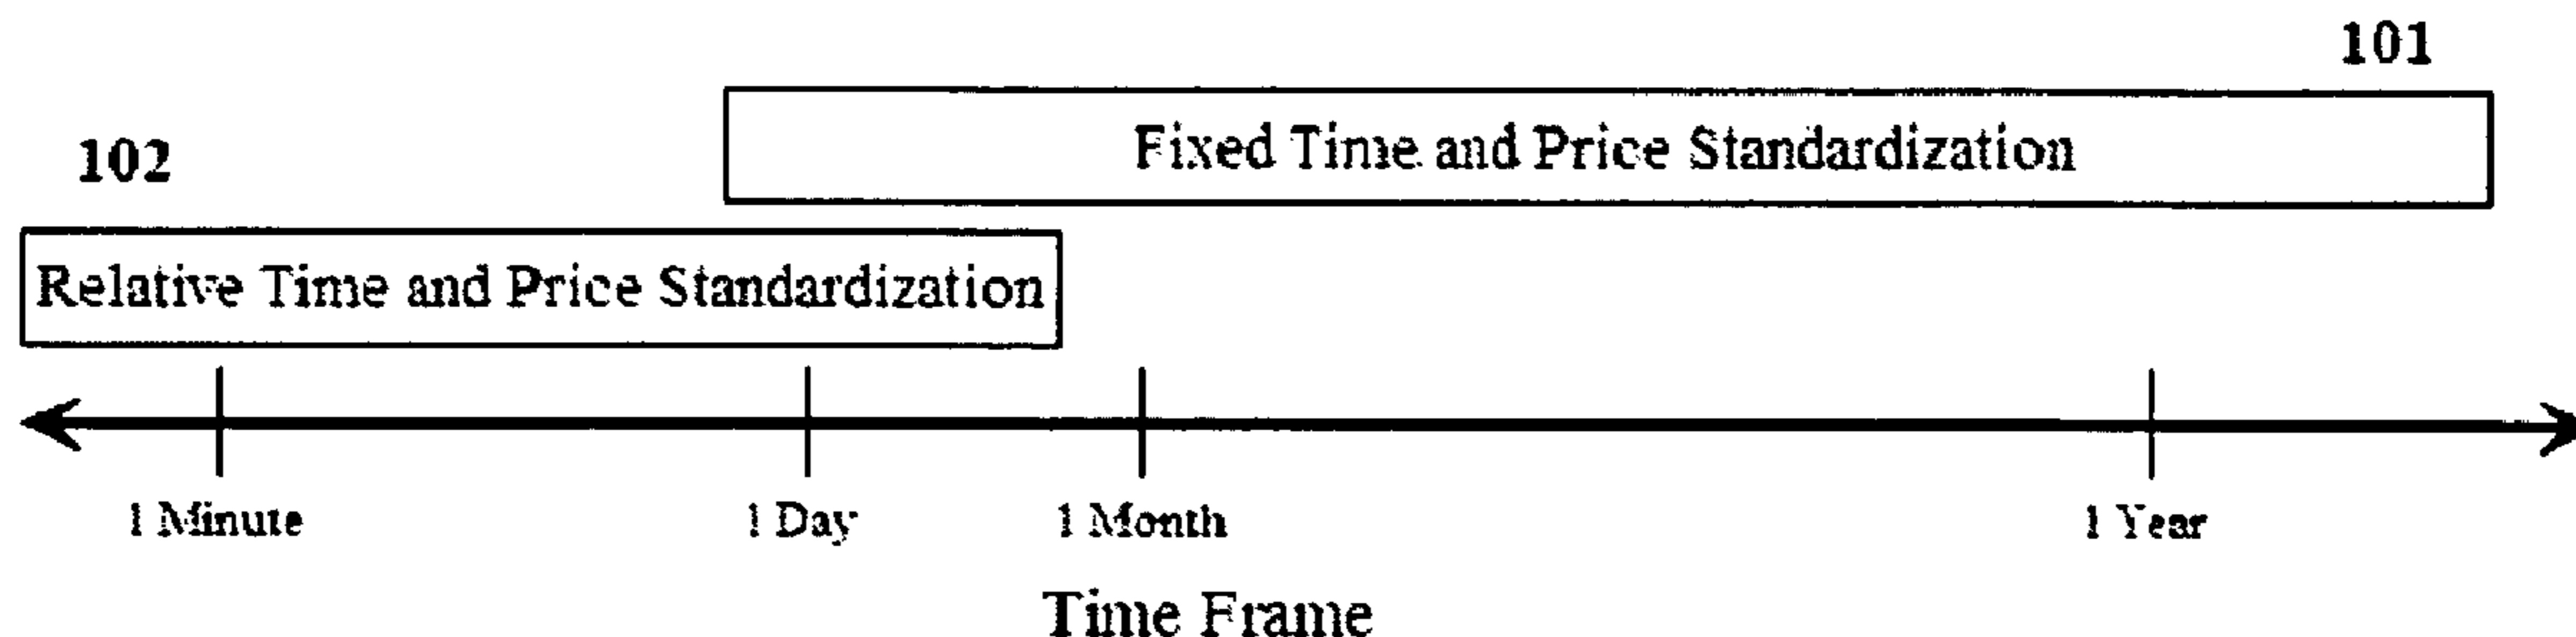 101
Fixed Time and Price Standardization
102
Relative Time and Price Standardization
1 Minute
1 Day
1 Month
1 Year
Time Frame